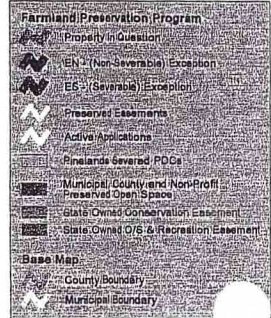 Farmland Preservation Program
Property In Question
EN - (Non-Severable) Exception
ES - (Severable) Exception
Preserved Easements
Active Applications
Pinelands Severed PDCs
Municipal, County and Non-Profit
Preserved Open Space
State Owned Conservation Easement
State Owned O/S & Recreation Easement
Base Map
County Boundary
Municipal Boundary